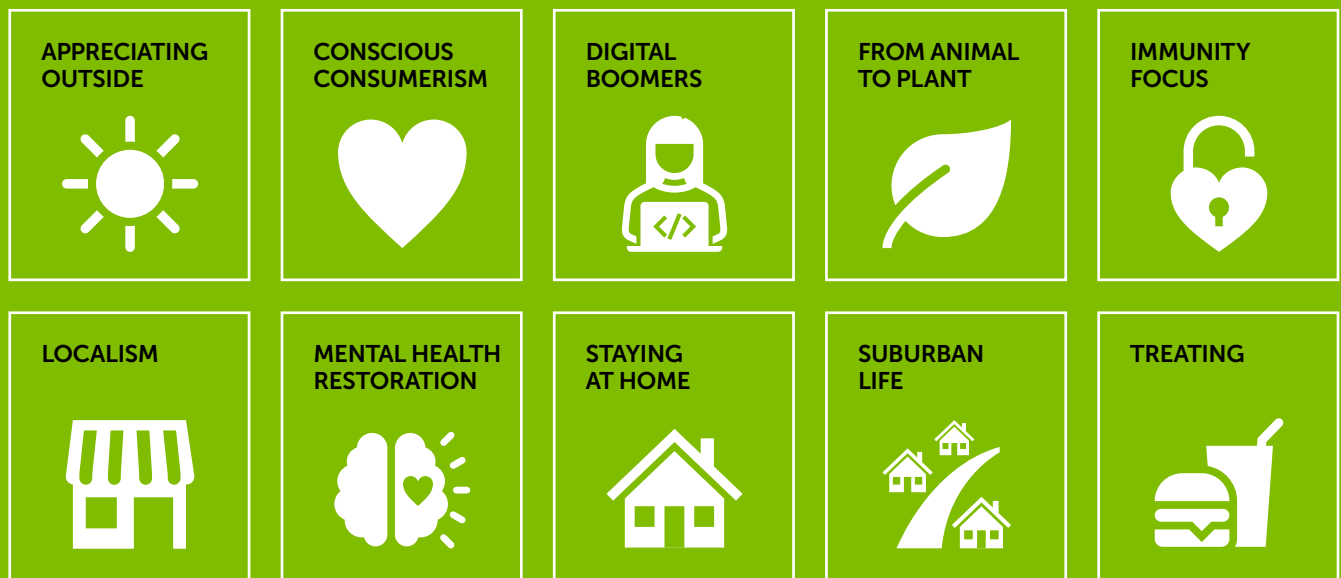 APPRECIATING
OUTSIDE
CONSCIOUS
CONSUMERISM
DIGITAL
BOOMERS
</>
FROM ANIMAL
TO PLANT
IMMUNITY
FOCUS
LOCALISM
MENTAL HEALTH
RESTORATION
STAYING
AT HOME
SUBURBAN
LIFE
TREATING